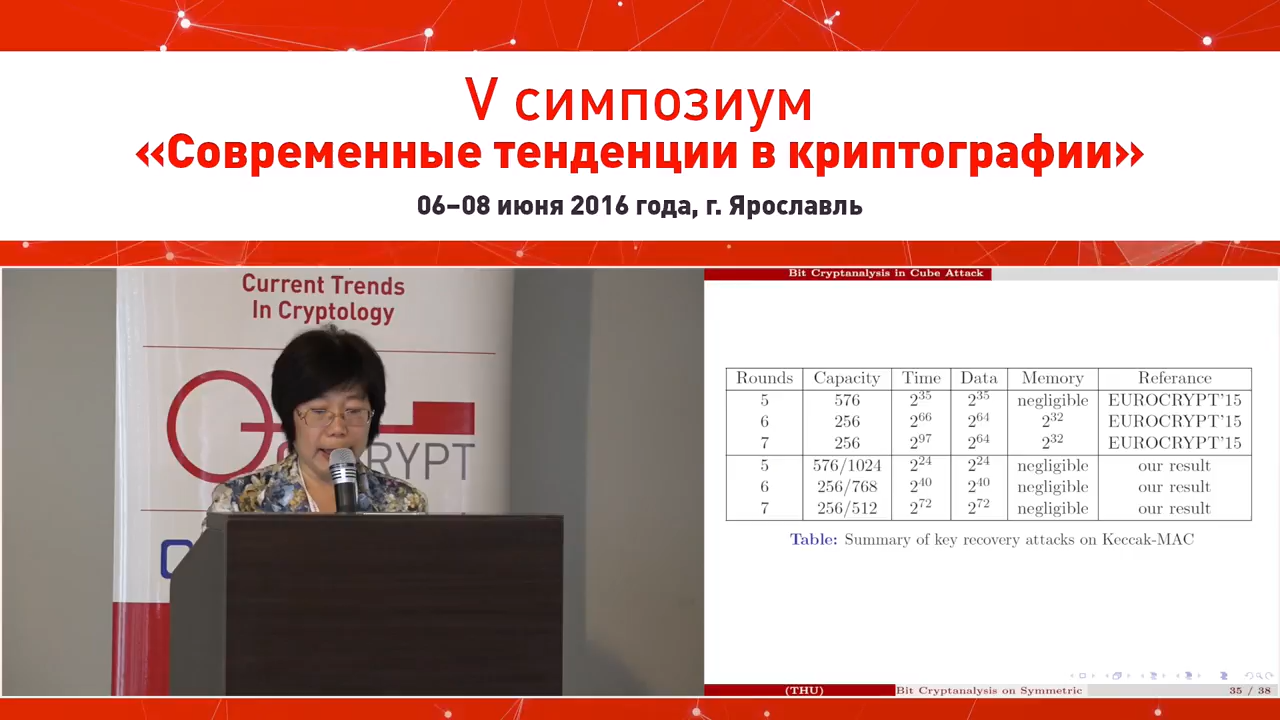 V симпозиум
«Современные тенденции в криптографии»
06–08 июня 2016 года, г. Ярославль
Current Trends
In Cryptology
CRYPT
Bit Cryptanalysis in Cube Attack
Rounds Capacity Time Data Memory Referance
5 576 2^35 2^35 negligible EUROCRYPT'15
6 256 2^66 2^64 2^32 EUROCRYPT'15
7 256 2^97 2^64 2^32 EUROCRYPT'15
5 576/1024 2^24 2^24 negligible our result
6 256/768 2^40 2^40 negligible our result
7 256/512 2^72 2^72 negligible our result
Table: Summary of key recovery attacks on Keccak-MAC
(THU) Bit Cryptanalysis on Symmetric 35 / 38